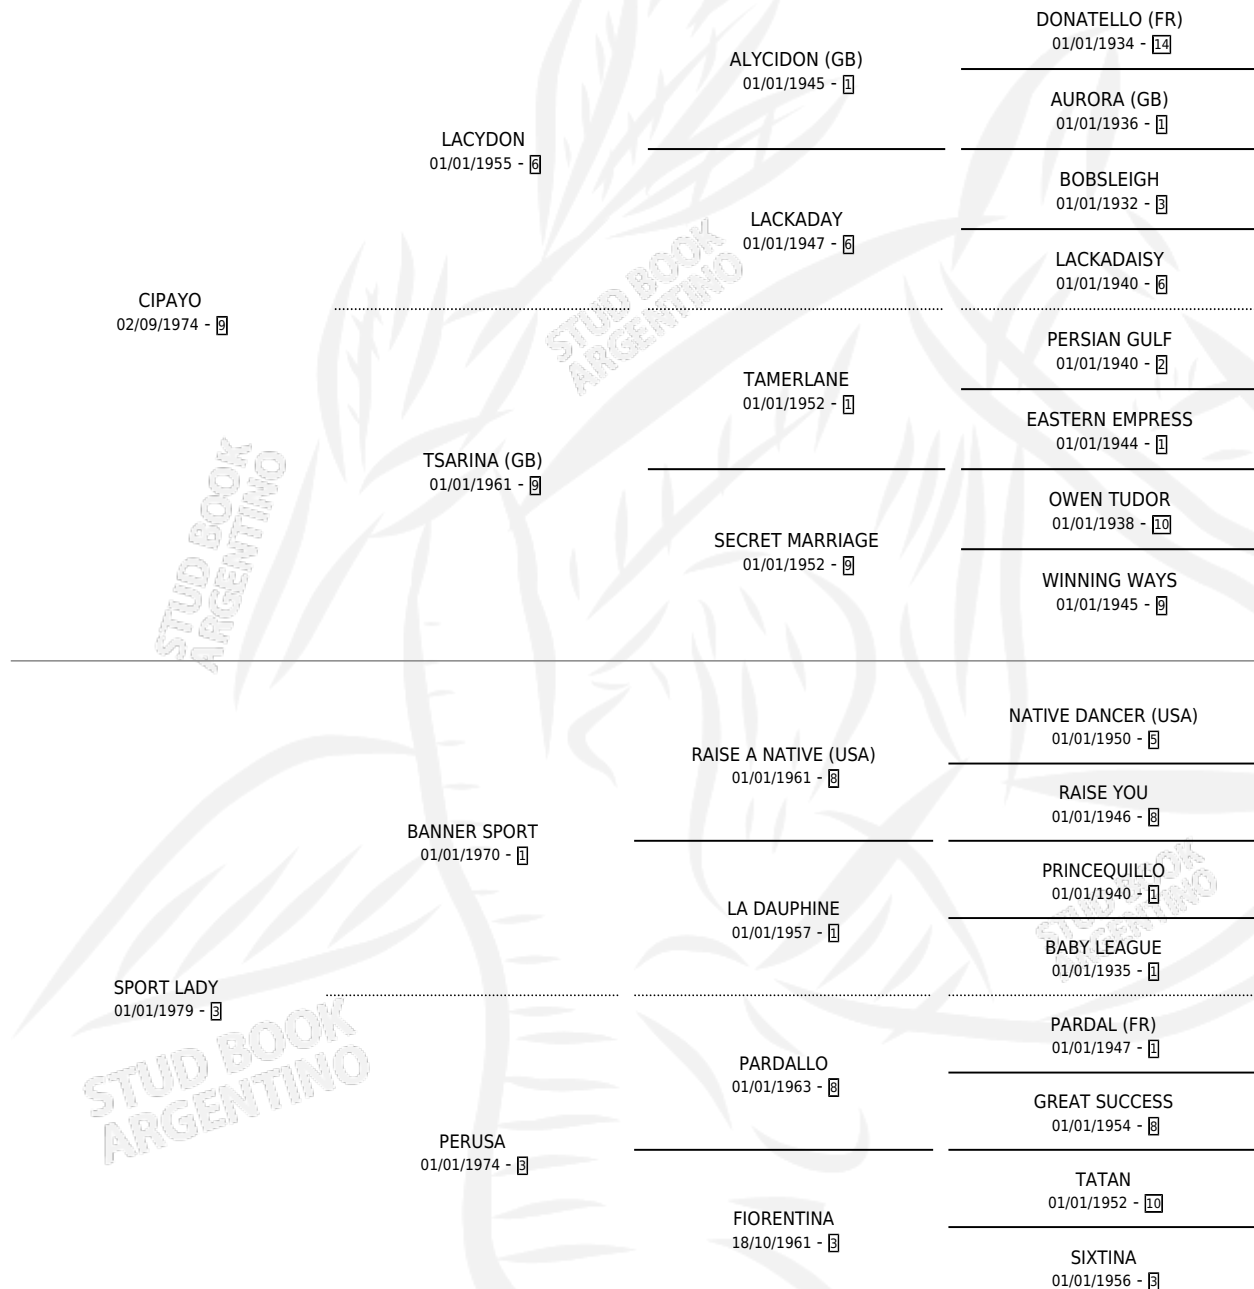 DONATELLO (FR)
01/01/1934 - 14
ALYCIDON (GB)
01/01/1945 - 1
AURORA (GB)
01/01/1936 - 1
LACYDON
01/01/1955 - 6
BOBSLEIGH
01/01/1932 - 3
LACKADAY
01/01/1947 - 6
LACKADAISY
01/01/1940 - 6
CIPAYO
02/09/1974 - 9
PERSIAN GULF
01/01/1940 - 2
TAMERLANE
01/01/1952 - 1
EASTERN EMPRESS
01/01/1944 - 1
TSARINA (GB)
01/01/1961 - 9
OWEN TUDOR
01/01/1938 - 10
SECRET MARRIAGE
01/01/1952 - 9
WINNING WAYS
01/01/1945 - 9
NATIVE DANCER (USA)
01/01/1950 - 5
RAISE A NATIVE (USA)
01/01/1961 - 8
RAISE YOU
01/01/1946 - 8
BANNER SPORT
01/01/1970 - 1
PRINCEQUILLO
01/01/1940 - 1
LA DAUPHINE
01/01/1957 - 1
BABY LEAGUE
01/01/1935 - 1
SPORT LADY
01/01/1979 - 3
PARDAL (FR)
01/01/1947 - 1
PARDALLO
01/01/1963 - 8
GREAT SUCCESS
01/01/1954 - 8
PERUSA
01/01/1974 - 3
TATAN
01/01/1952 - 10
FIORENTINA
18/10/1961 - 3
SIXTINA
01/01/1956 - 3
STUD BOOK
ARGENTINO
STUD BOOK
ARGENTINO
STUD BOOK
ARGENTINO
STUD BOOK
ARGENTINO